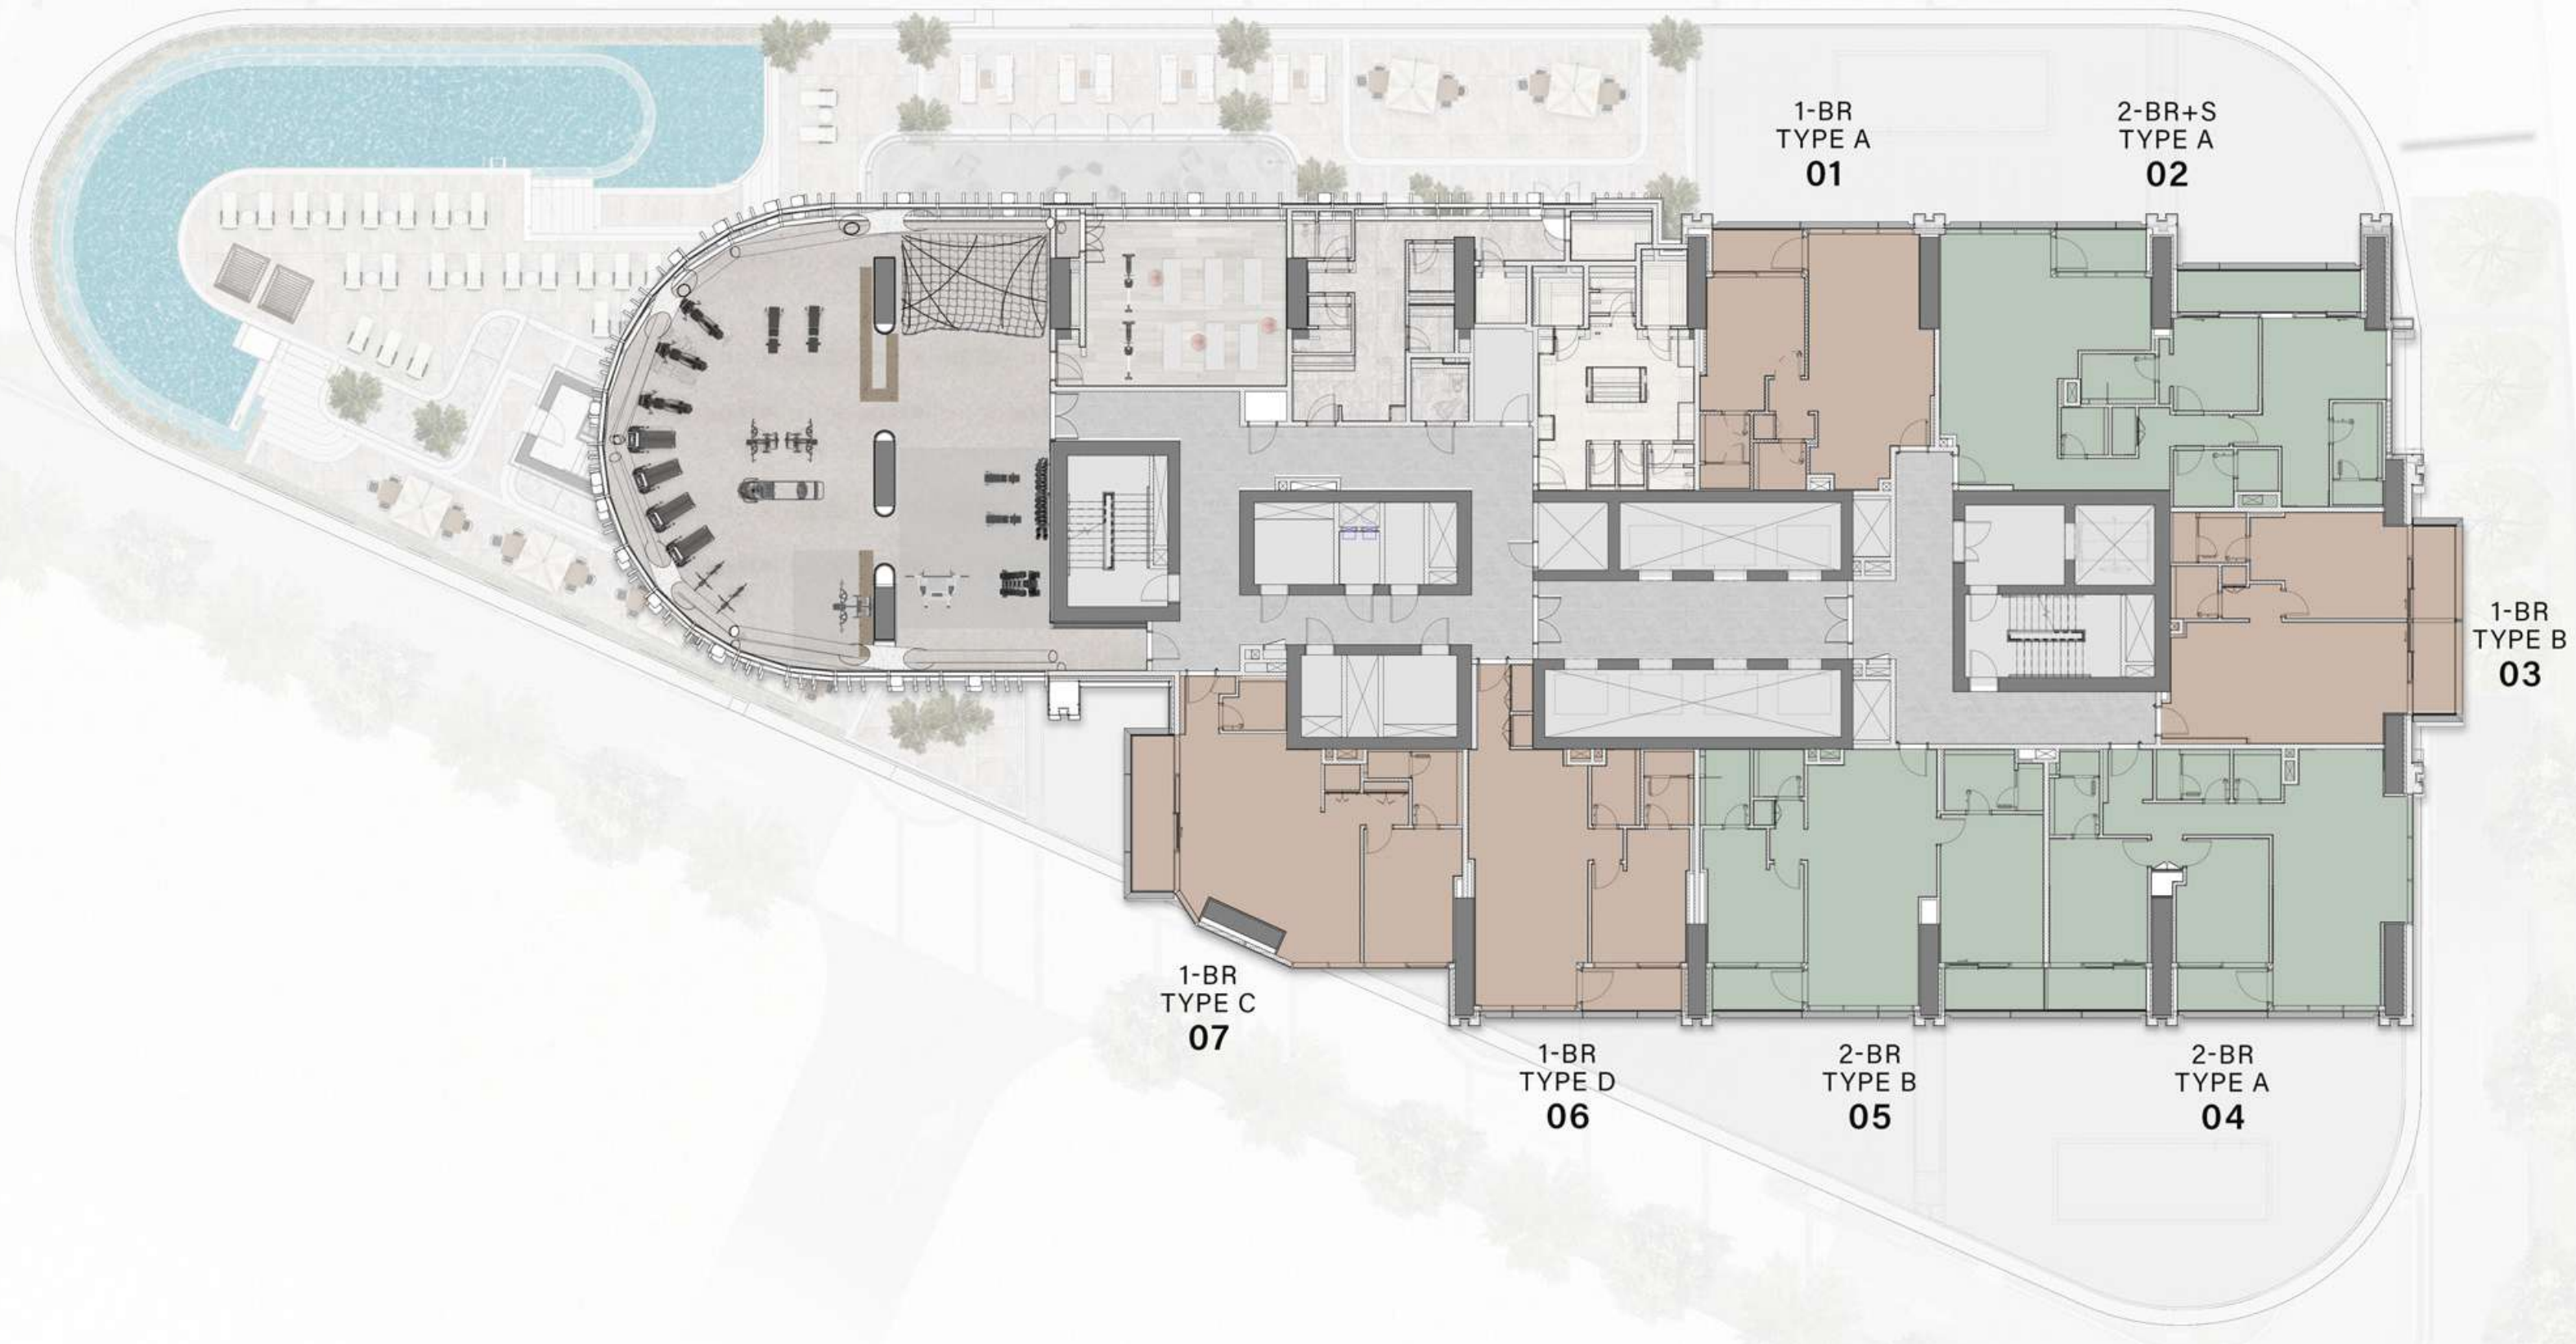 1-BR
TYPE A
01
2-BR+S
TYPE A
02
1-BR
TYPE B
03
1-BR
TYPE C
07
1-BR
TYPE D
06
2-BR
TYPE B
05
2-BR
TYPE A
04